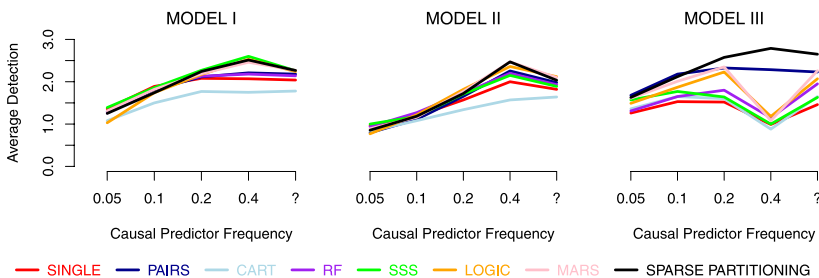 MODEL I MODEL II MODEL III
Average Detection
3.0
2.0
1.0
0.0
0.05 0.1 0.2 0.4 ? 0.05 0.1 0.2 0.4 ? 0.05 0.1 0.2 0.4 ?
Causal Predictor Frequency Causal Predictor Frequency Causal Predictor Frequency
SINGLE PAIRS CART RF SSS LOGIC MARS SPARSE PARTITIONING